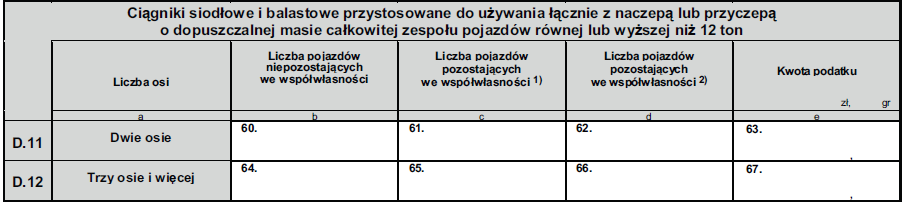 Ciągniki siodłowe i balastowe przystosowane do używania łącznie z naczepą lub przyczepą
o dopuszczalnej masie całkowitej zespołu pojazdów równej lub wyższej niż 12 ton
Liczba osi
Liczba pojazdów
niepozostających
we współwłasności
Liczba pojazdów
pozostających
we współwłasności 1)
Liczba pojazdów
pozostających
we współwłasności 2)
Kwota podatku
zł, gr
a b c d e
D.11 Dwie osie 60. 61. 62. 63. ,
D.12 Trzy osie i więcej 64. 65. 66. 67. ,